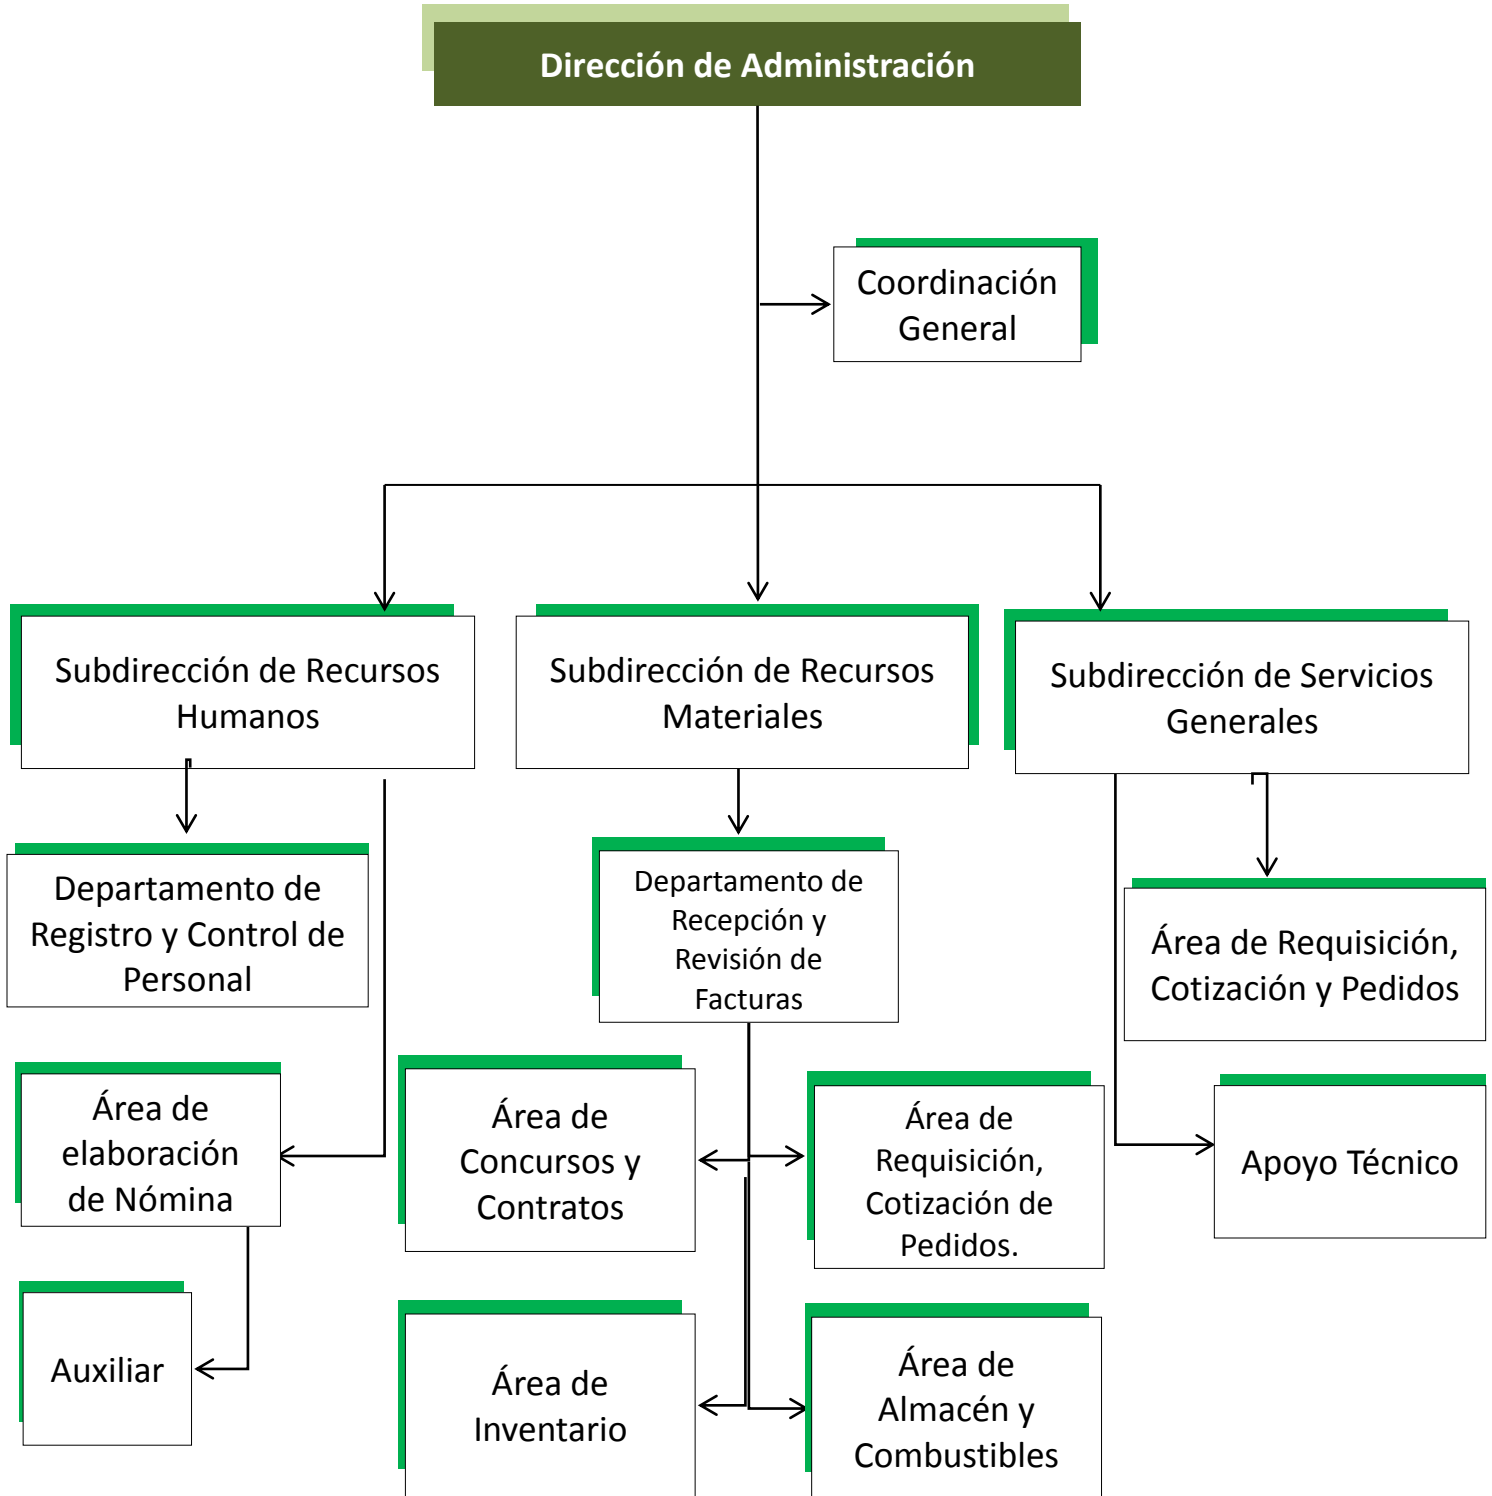 Dirección de Administración
Coordinación
General
Subdirección de Recursos
Humanos
Subdirección de Recursos
Materiales
Subdirección de Servicios
Generales
Departamento de
Registro y Control de
Personal
Departamento de
Recepción y
Revisión de
Facturas
Área de Requisición,
Cotización y Pedidos
Área de
elaboración
de Nómina
Área de
Concursos y
Contratos
Área de
Requisición,
Cotización de
Pedidos.
Apoyo Técnico
Auxiliar
Área de
Inventario
Área de
Almacén y
Combustibles